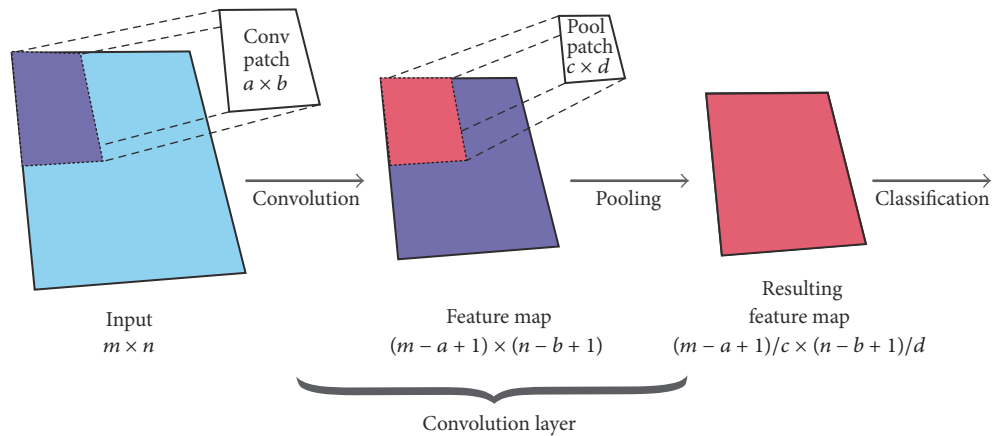 Conv
patch
a × b
Pool
patch
c × d
Convolution
Pooling
Classification
Input
m × n
Feature map
(m − a + 1) × (n − b + 1)
Resulting
feature map
(m − a + 1)/c × (n − b + 1)/d
Convolution layer